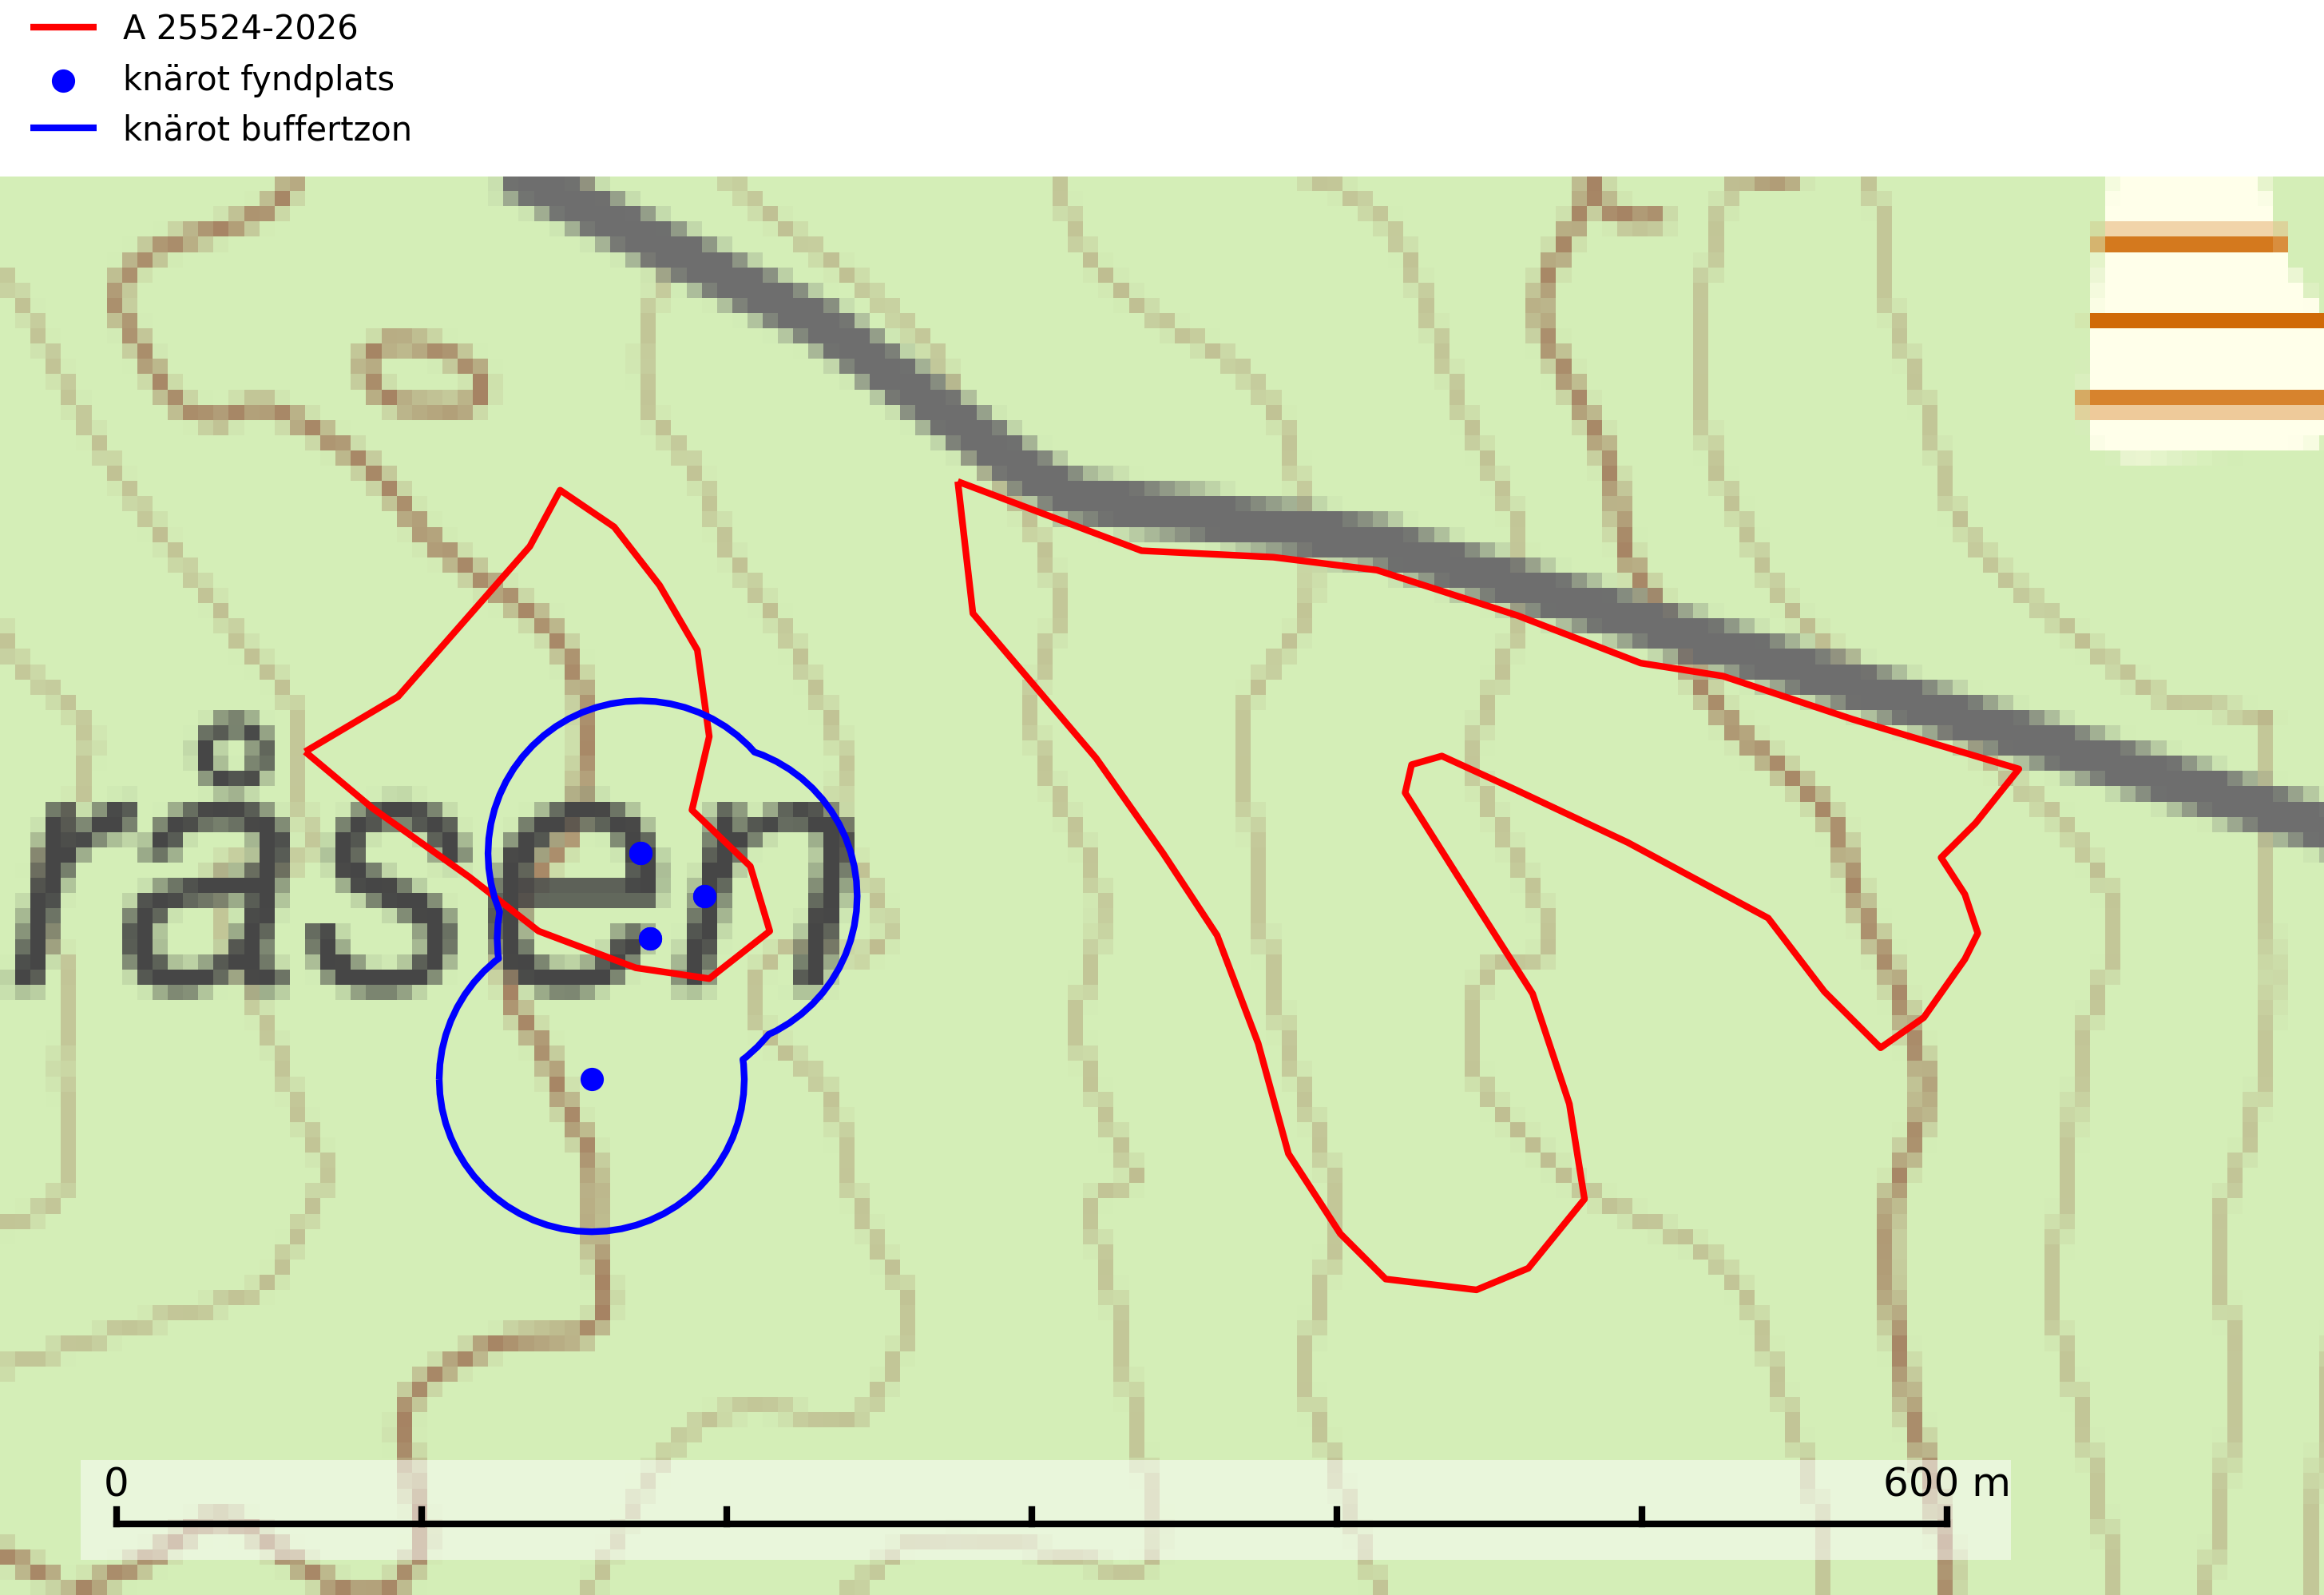 A 25524-2026
knärot fyndplats
knärot buffertzon
råsen
0 600 m